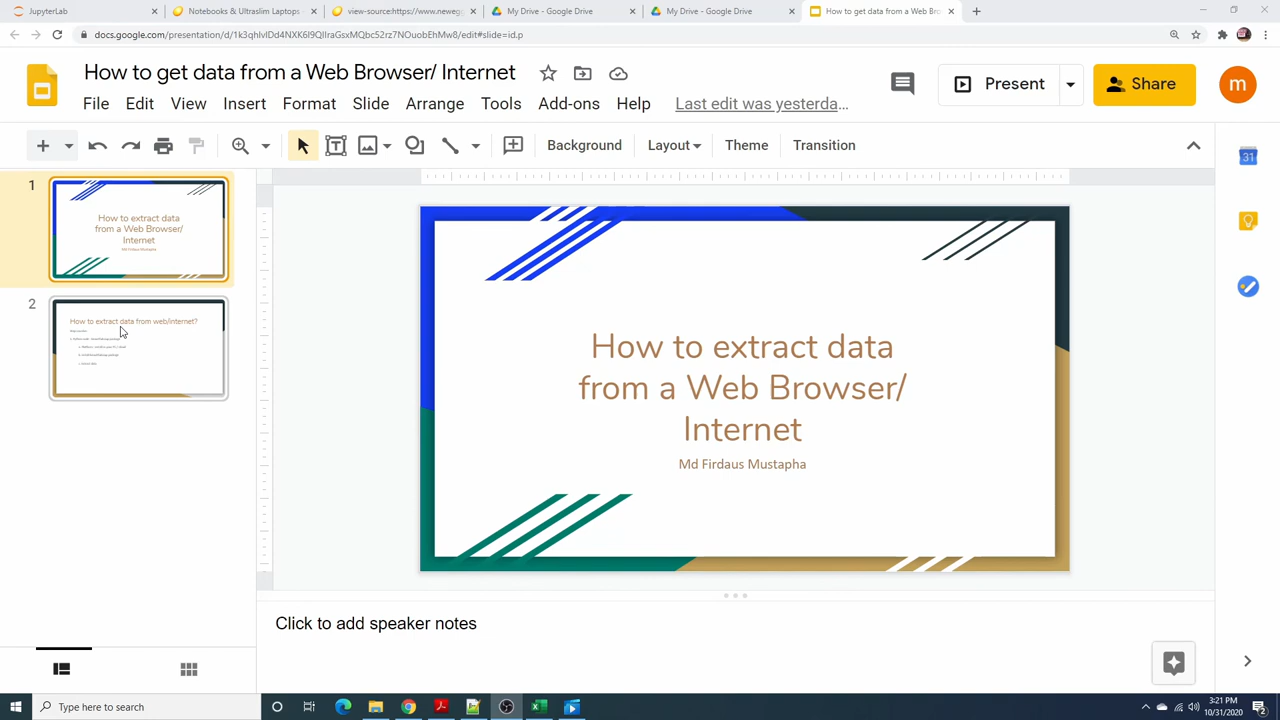 JupyterLab
Notebooks & Ultraslim Laptops -
view-source:https://www.newegg
My Drive - Google Drive
My Drive - Google Drive
How to get data from a Web Br
docs.google.com/presentation/d/
/edit#slide=id.p
How to get data from a Web Browser/ Internet
File Edit View Insert Format Slide Arrange Tools Add-ons Help Last edit was yesterda…
Present
Share
m
Background Layout Theme Transition
31
1
How to extract data
from a Web Browser/
Internet
Md Firdaus Mustapha
2
How to extract data from web/internet?
How to extract data
from a Web Browser/
Internet
Md Firdaus Mustapha
Click to add speaker notes
Type here to search
3:21 PM
10/31/2020
2